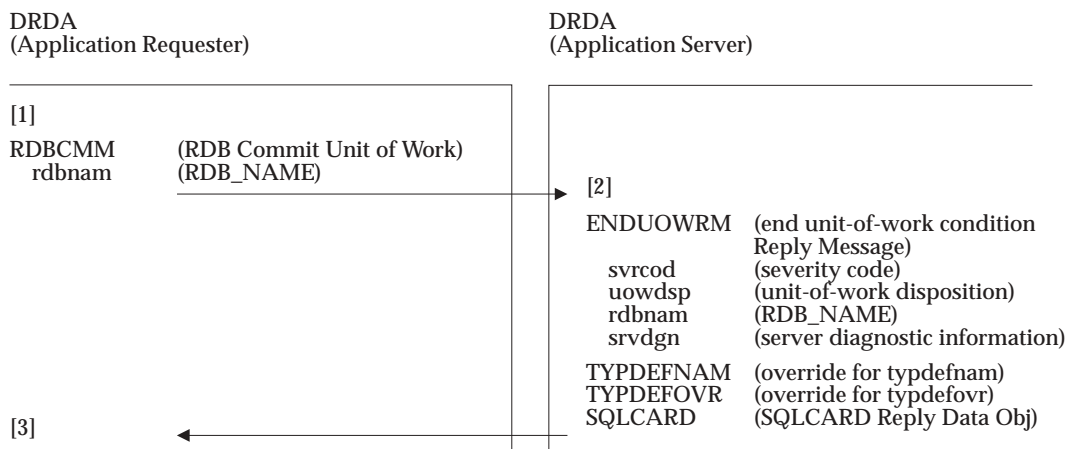 DRDA
(Application Requester)
DRDA
(Application Server)
[1]
RDBCMM (RDB Commit Unit of Work)
rdbnam (RDB_NAME)
[2]
ENDUOWRM (end unit-of-work condition
Reply Message)
svrcod (severity code)
uowdsp (unit-of-work disposition)
rdbnam (RDB_NAME)
srvdgn (server diagnostic information)
TYPDEFNAM (override for typdefnam)
TYPDEFOVR (override for typdefovr)
SQLCARD (SQLCARD Reply Data Obj)
[3]